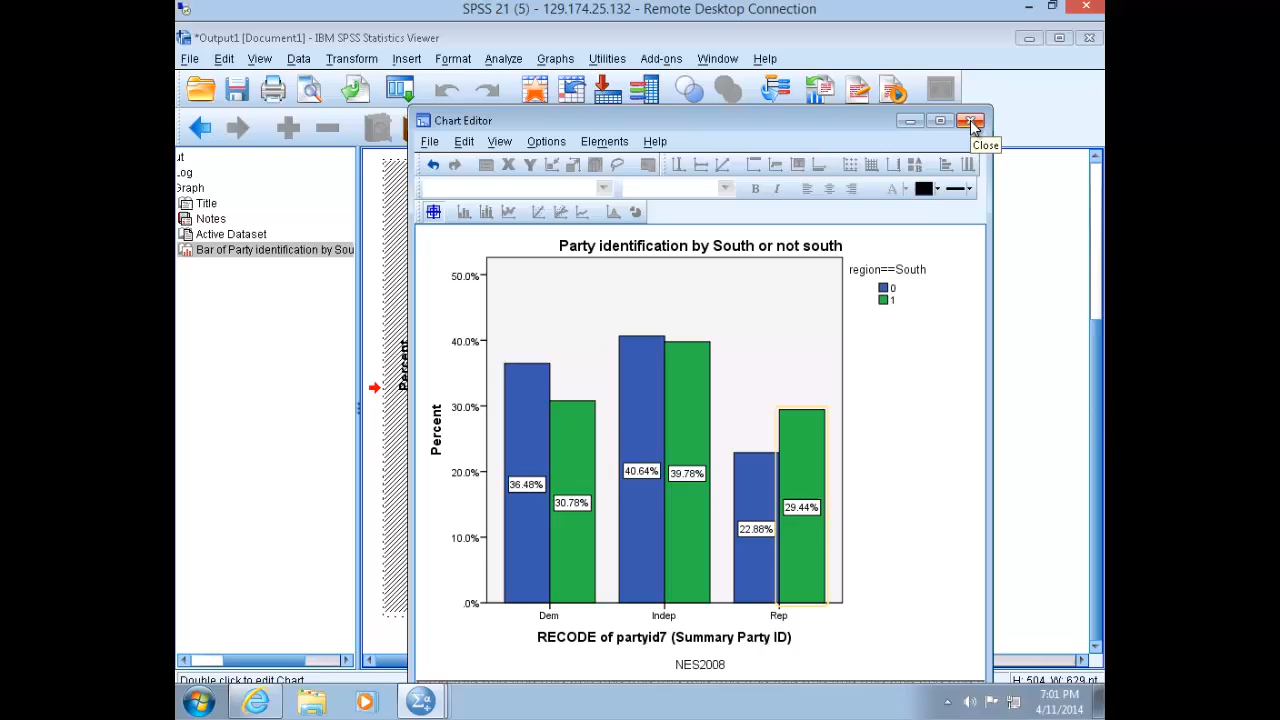 SPSS 21 (5) - 129.174.25.132 - Remote Desktop Connection
*Output1 [Document1] - IBM SPSS Statistics Viewer
File Edit View Data Transform Insert Format Analyze Graphs Utilities Add-ons Window Help
Chart Editor
Close
File Edit View Options Elements Help
X Y
B I A
ut
Log
Graph
Title
Notes
Active Dataset
Bar of Party identification by Sou
Percent
Party identification by South or not south
region==South
0
1
50.0%
40.0%
30.0%
20.0%
10.0%
.0%
Percent
36.48%
30.78%
40.64%
39.78%
22.88%
29.44%
Dem Indep Rep
RECODE of partyid7 (Summary Party ID)
NES2008
Double click to edit Chart
H: 504, W: 629 pt
7:01 PM
4/11/2014